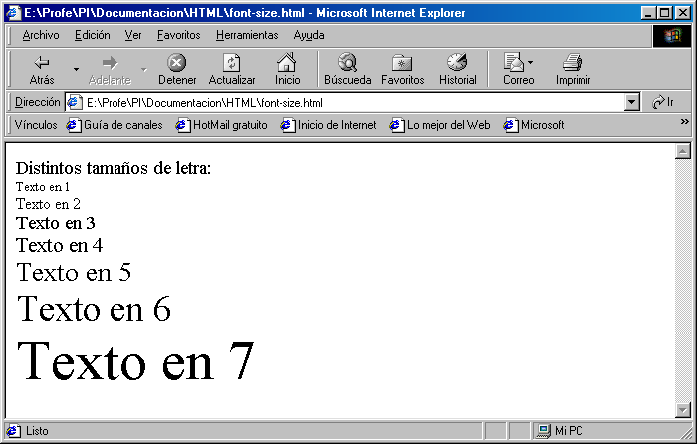 E:\Profe\PI\Documentacion\HTML\font-size.html - Microsoft Internet Explorer
Archivo Edición Ver Favoritos Herramientas Ayuda
Atrás Adelante Detener Actualizar Inicio Búsqueda Favoritos Historial Correo Imprimir
Dirección E:\Profe\PI\Documentacion\HTML\font-size.html Ir
Vínculos Guía de canales HotMail gratuito Inicio de Internet Lo mejor del Web Microsoft »
Distintos tamaños de letra:
Texto en 1
Texto en 2
Texto en 3
Texto en 4
Texto en 5
Texto en 6
Texto en 7
Listo Mi PC